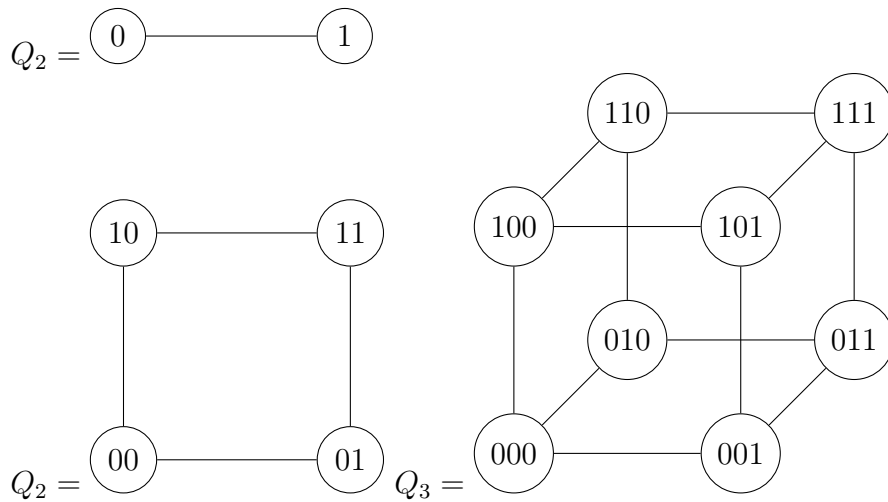 Q₂ = 0 1
110 111
10 11 100 101
010 011
Q₂ = 00 01 Q₃ = 000 001